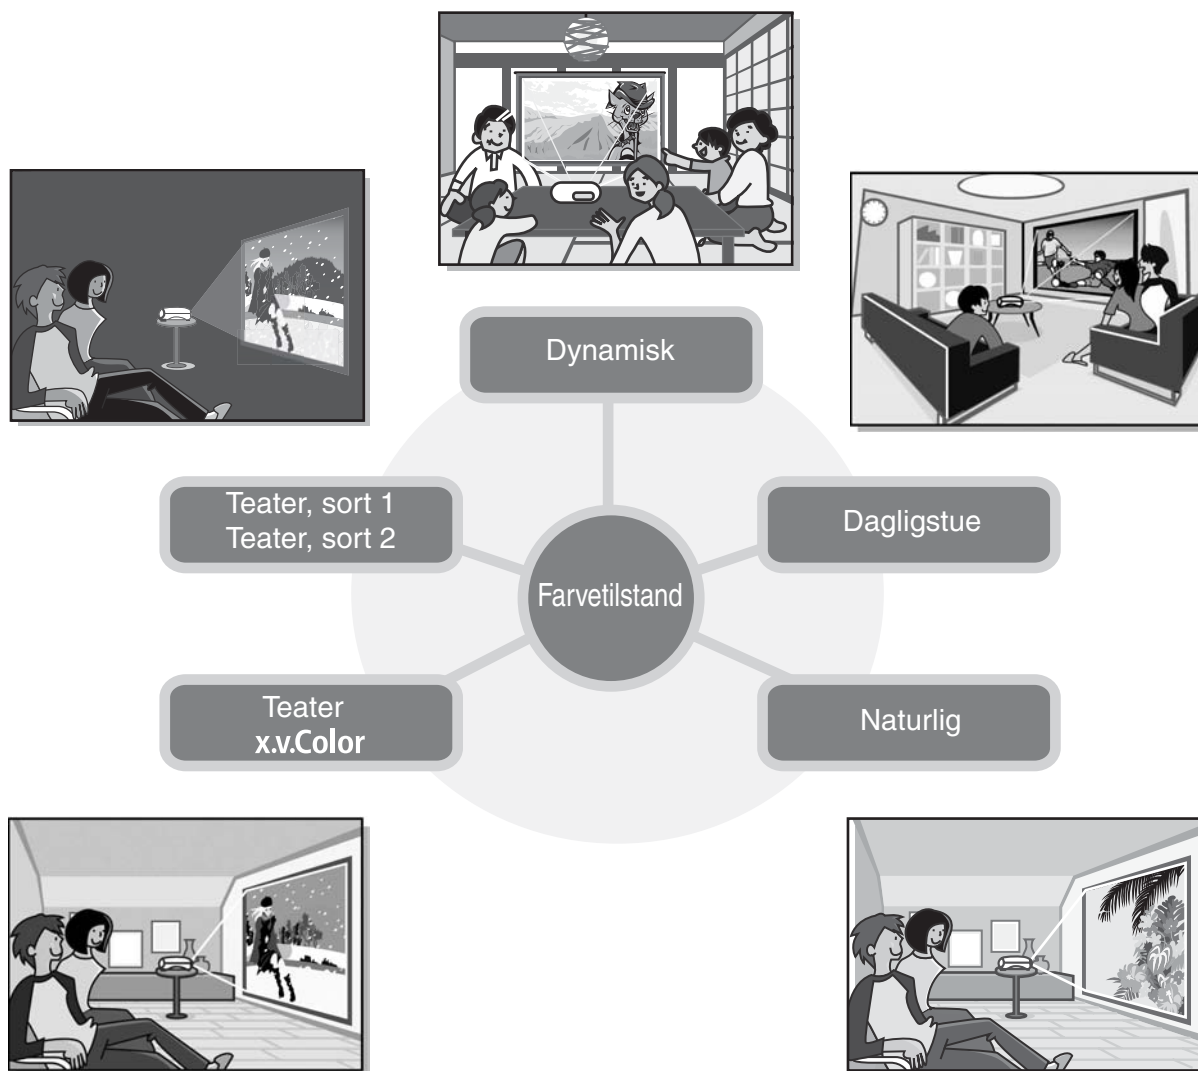 Dynamisk
Teater, sort 1
Teater, sort 2
Dagligstue
Farvetilstand
Teater
x.v.Color
Naturlig